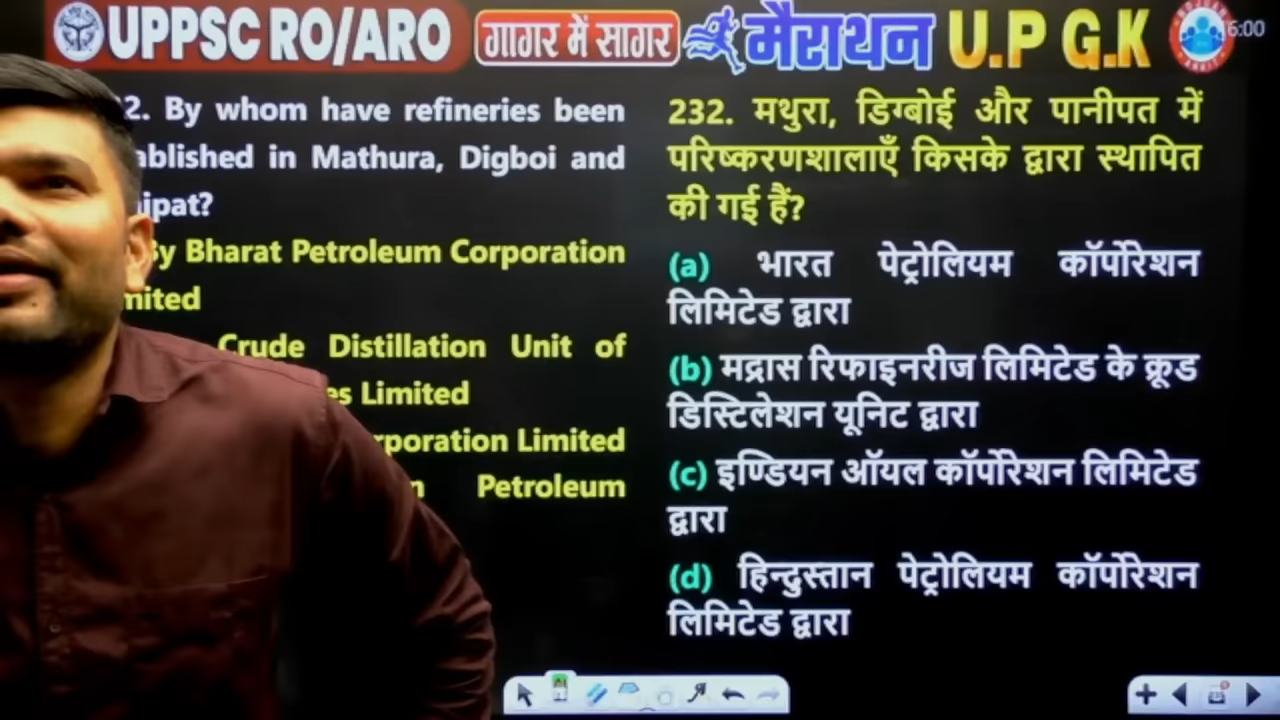 UPPSC RO/ARO गागर में सागर मैराथन U.P G.K
6:00
2. By whom have refineries been
ablished in Mathura, Digboi and
ipat?
By Bharat Petroleum Corporation
mited
Crude Distillation Unit of
es Limited
rporation Limited
n Petroleum
232. मथुरा, डिग्बोई और पानीपत में
परिष्करणशालाएँ किसके द्वारा स्थापित
की गई हैं?
(a) भारत पेट्रोलियम कॉर्पोरेशन
लिमिटेड द्वारा
(b) मद्रास रिफाइनरीज लिमिटेड के क्रूड
डिस्टिलेशन यूनिट द्वारा
(c) इण्डियन ऑयल कॉर्पोरेशन लिमिटेड
द्वारा
(d) हिन्दुस्तान पेट्रोलियम कॉर्पोरेशन
लिमिटेड द्वारा